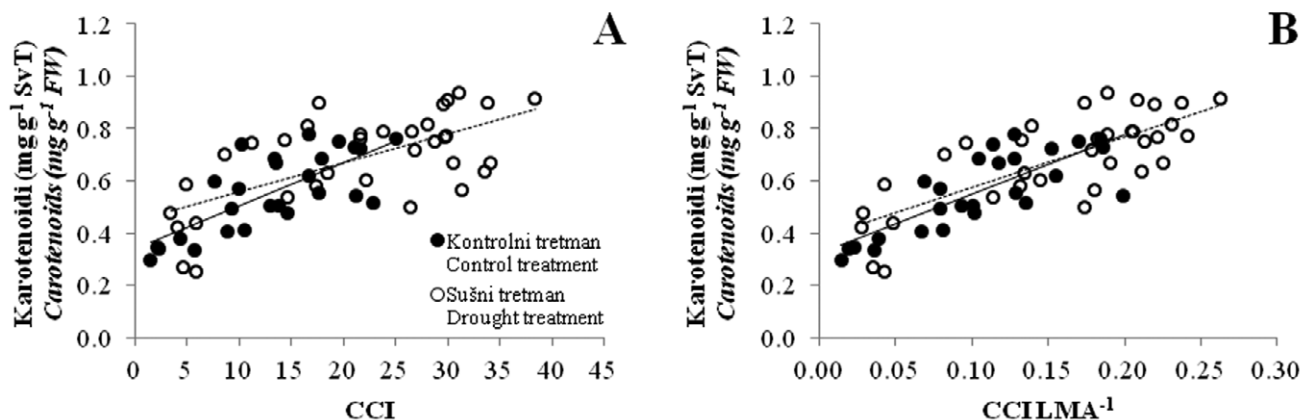 A
Karotenoidi (mg g⁻¹ SvT)
Carotenoids (mg g⁻¹ FW)
1.2
1.0
0.8
0.6
0.4
0.2
0.0
0 5 10 15 20 25 30 35 40 45
CCI
Kontrolni tretman
Control treatment
Sušni tretman
Drought treatment
B
Karotenoidi (mg g⁻¹ SvT)
Carotenoids (mg g⁻¹ FW)
1.2
1.0
0.8
0.6
0.4
0.2
0.0
0.00 0.05 0.10 0.15 0.20 0.25 0.30
CCI LMA⁻¹